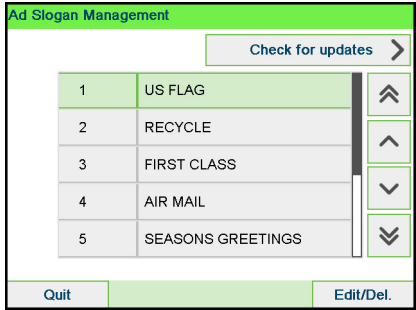 Ad Slogan Management
Check for updates
1 US FLAG
2 RECYCLE
3 FIRST CLASS
4 AIR MAIL
5 SEASONS GREETINGS
Quit Edit/Del.